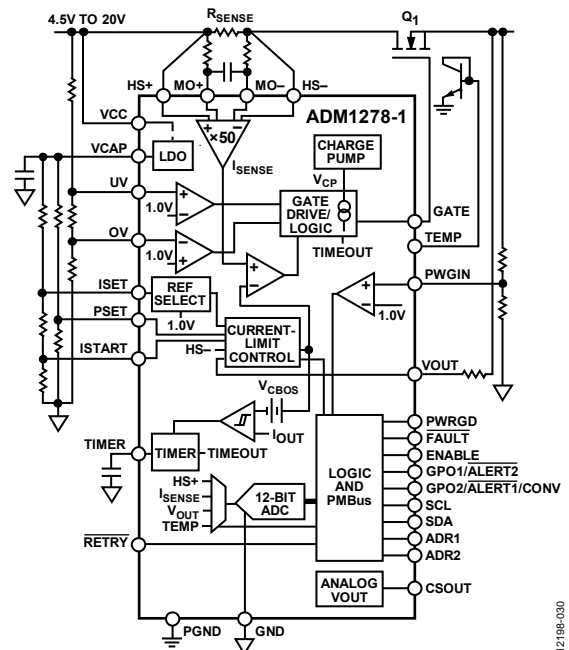 4.5V TO 20V
RSENSE
Q1
HS+
MO+
MO–
HS–
ADM1278-1
VCC
+ –
×50
VCAP
LDO
ISENSE
CHARGE
PUMP
VCP
UV
+
–
1.0V
GATE
DRIVE/
LOGIC
GATE
OV
+
–
1.0V
TIMEOUT
TEMP
+
–
+
–
PWGIN
1.0V
ISET
REF
SELECT
1.0V
PSET
CURRENT-
LIMIT
CONTROL
HS–
ISTART
VOUT
VCBOS
IOUT
TIMER
TIMER
TIMEOUT
LOGIC
AND
PMBus
PWRGD
FAULT
ENABLE
GPO1/ALERT2
GPO2/ALERT1/CONV
SCL
SDA
ADR1
ADR2
HS+
ISENSE
VOUT
TEMP
12-BIT
ADC
RETRY
ANALOG
VOUT
CSOUT
PGND
GND
12198-030